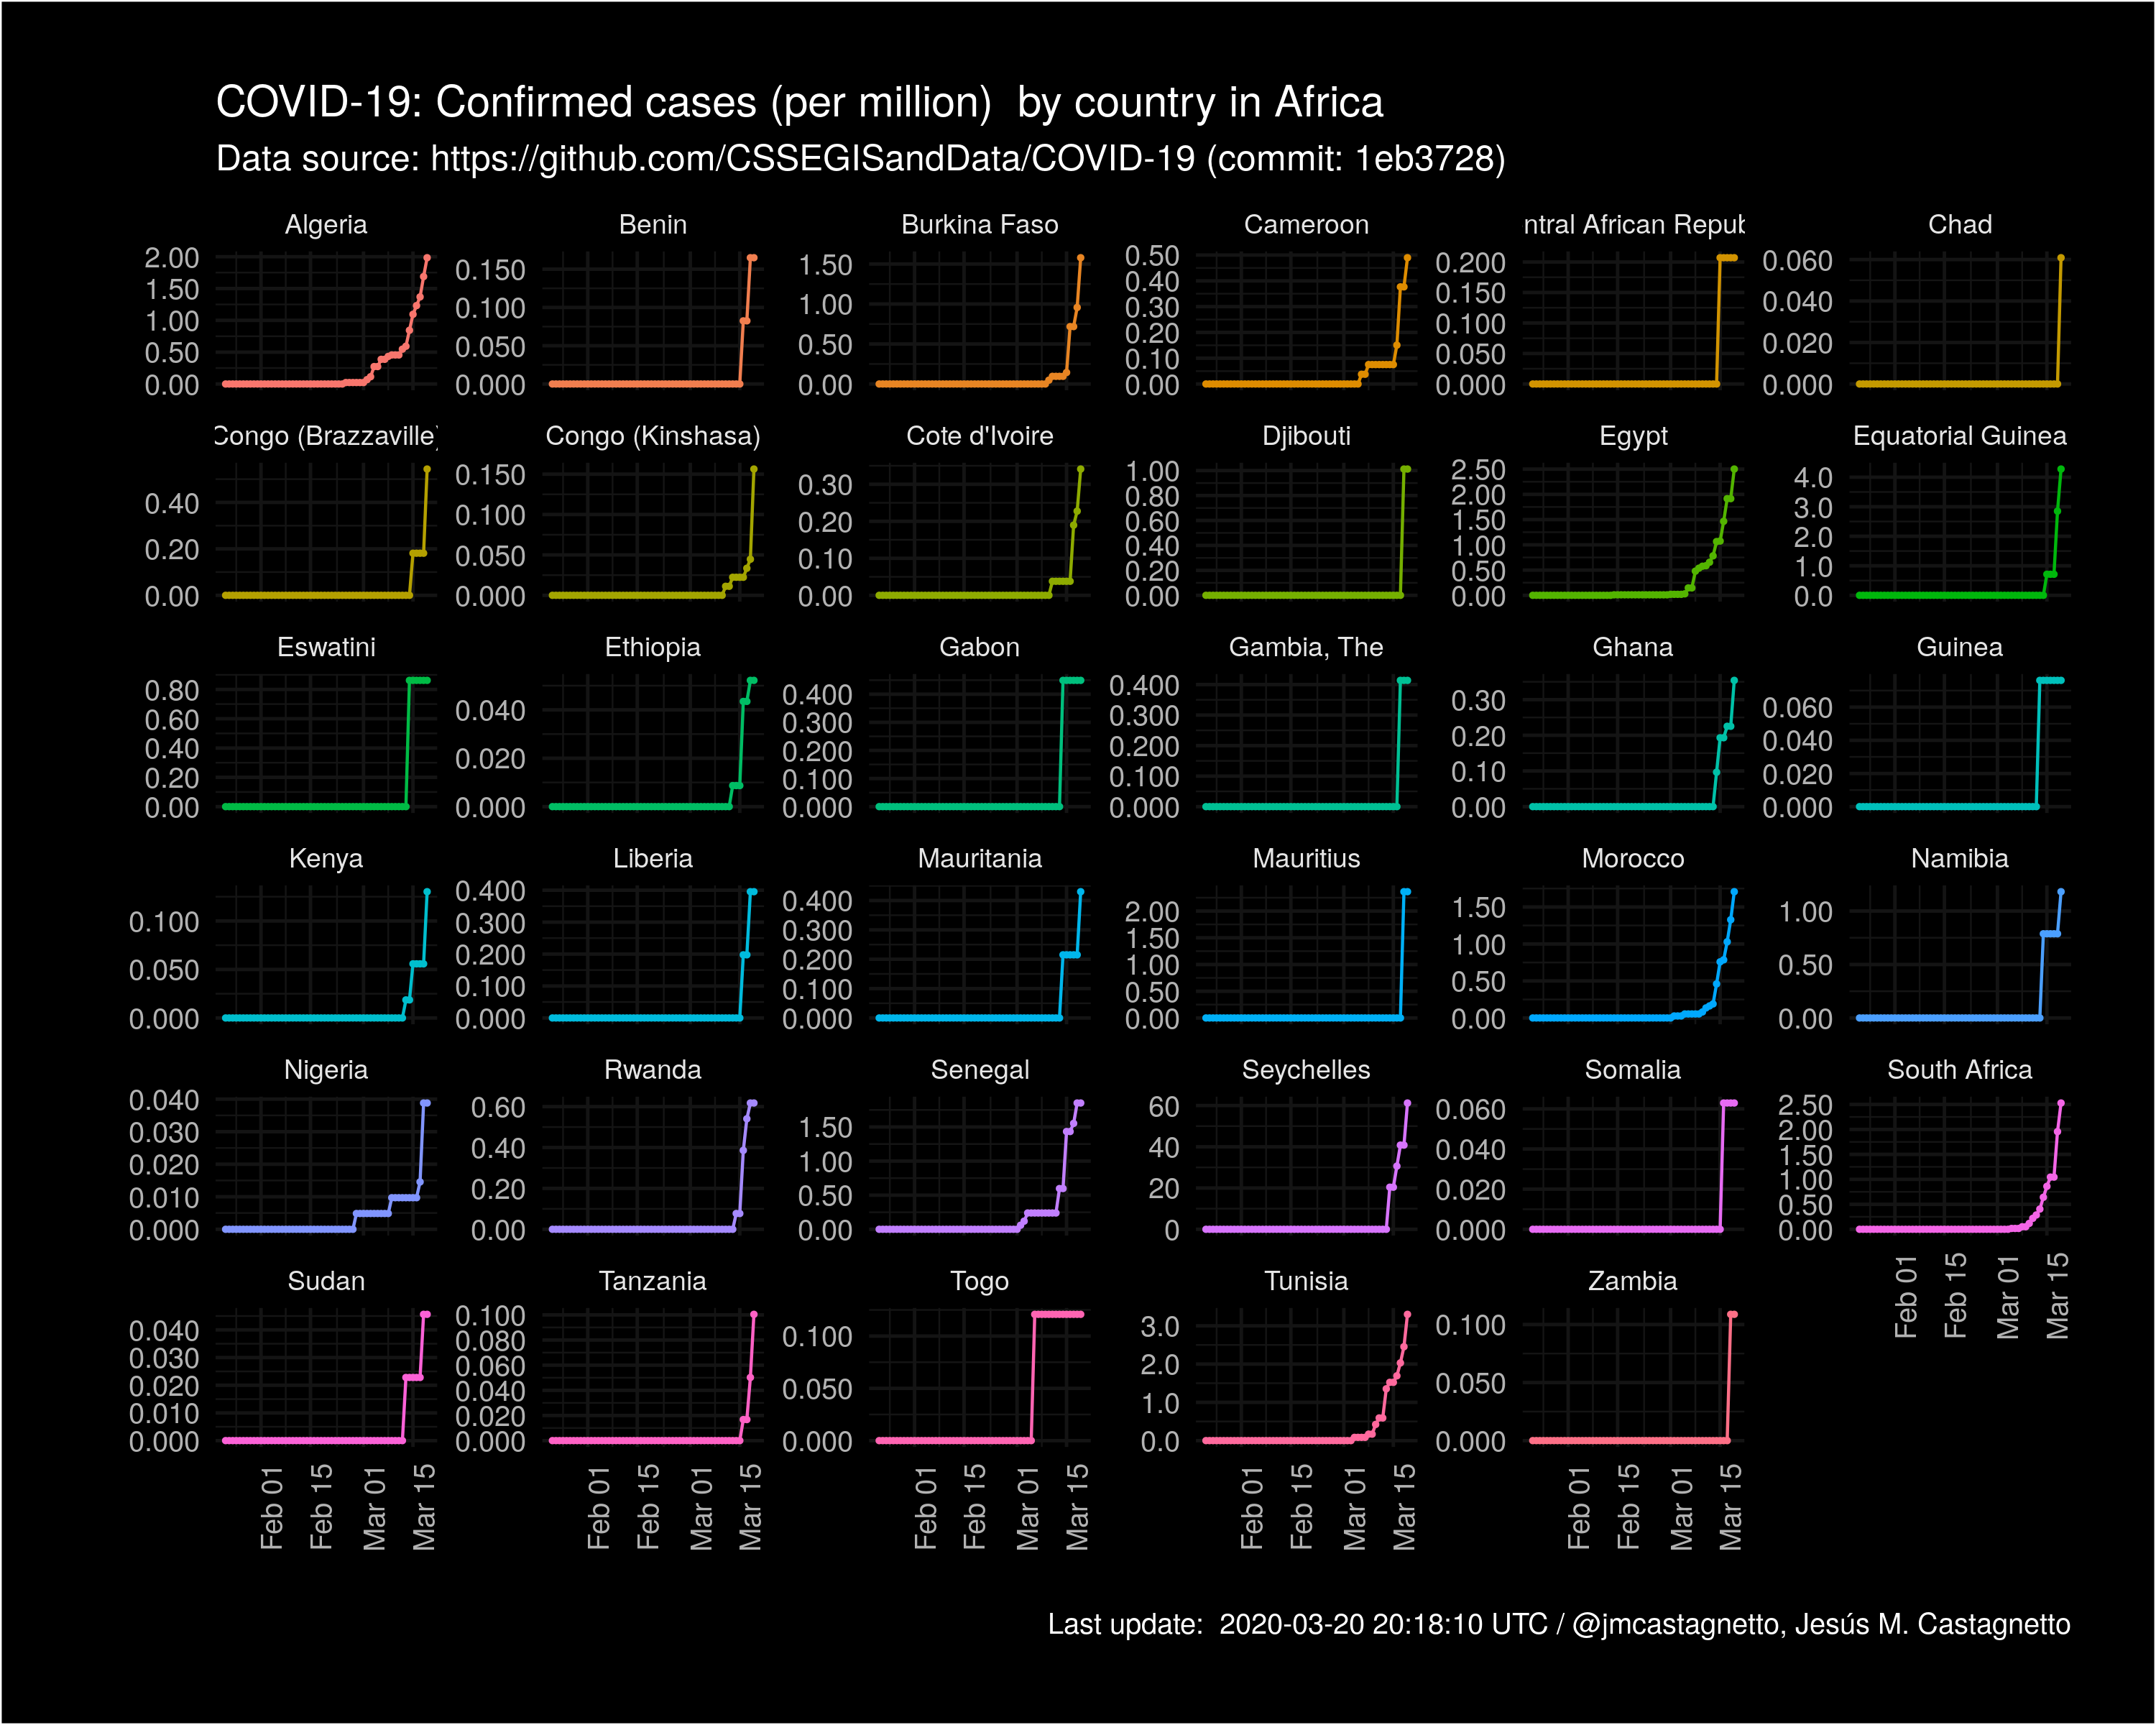 COVID-19: Confirmed cases (per million)  by country in Africa
Data source: https://github.com/CSSEGISandData/COVID-19 (commit: 1eb3728)
Algeria
2.00
1.50
1.00
0.50
0.00
Benin
0.150
0.100
0.050
0.000
Burkina Faso
1.50
1.00
0.50
0.00
Cameroon
0.50
0.40
0.30
0.20
0.10
0.00
ntral African Repub
0.200
0.150
0.100
0.050
0.000
Chad
0.060
0.040
0.020
0.000
Congo (Brazzaville)
0.40
0.20
0.00
Congo (Kinshasa)
0.150
0.100
0.050
0.000
Cote d'Ivoire
0.30
0.20
0.10
0.00
Djibouti
1.00
0.80
0.60
0.40
0.20
0.00
Egypt
2.50
2.00
1.50
1.00
0.50
0.00
Equatorial Guinea
4.0
3.0
2.0
1.0
0.0
Eswatini
0.80
0.60
0.40
0.20
0.00
Ethiopia
0.040
0.020
0.000
Gabon
0.400
0.300
0.200
0.100
0.000
Gambia, The
0.400
0.300
0.200
0.100
0.000
Ghana
0.30
0.20
0.10
0.00
Guinea
0.060
0.040
0.020
0.000
Kenya
0.100
0.050
0.000
Liberia
0.400
0.300
0.200
0.100
0.000
Mauritania
0.400
0.300
0.200
0.100
0.000
Mauritius
2.00
1.50
1.00
0.50
0.00
Morocco
1.50
1.00
0.50
0.00
Namibia
1.00
0.50
0.00
Nigeria
0.040
0.030
0.020
0.010
0.000
Rwanda
0.60
0.40
0.20
0.00
Senegal
1.50
1.00
0.50
0.00
Seychelles
60
40
20
0
Somalia
0.060
0.040
0.020
0.000
South Africa
2.50
2.00
1.50
1.00
0.50
0.00
Feb 01
Feb 15
Mar 01
Mar 15
Sudan
0.040
0.030
0.020
0.010
0.000
Feb 01
Feb 15
Mar 01
Mar 15
Tanzania
0.100
0.080
0.060
0.040
0.020
0.000
Feb 01
Feb 15
Mar 01
Mar 15
Togo
0.100
0.050
0.000
Feb 01
Feb 15
Mar 01
Mar 15
Tunisia
3.0
2.0
1.0
0.0
Feb 01
Feb 15
Mar 01
Mar 15
Zambia
0.100
0.050
0.000
Feb 01
Feb 15
Mar 01
Mar 15
Last update:  2020-03-20 20:18:10 UTC / @jmcastagnetto, Jesús M. Castagnetto